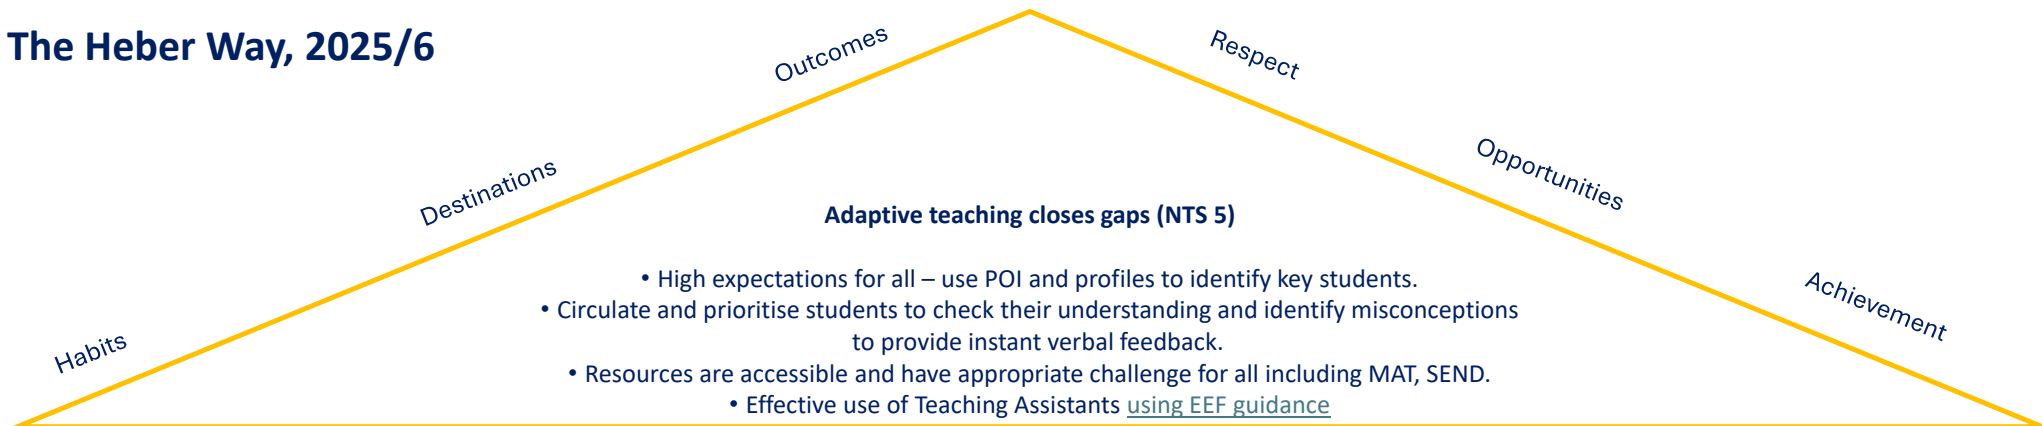 The Heber Way, 2025/6
Outcomes
Respect
Destinations
Opportunities
Habits
Achievement
Adaptive teaching closes gaps (NTS 5)
• High expectations for all – use POI and profiles to identify key students.
• Circulate and prioritise students to check their understanding and identify misconceptions
to provide instant verbal feedback.
• Resources are accessible and have appropriate challenge for all including MAT, SEND.
• Effective use of Teaching Assistants using EEF guidance